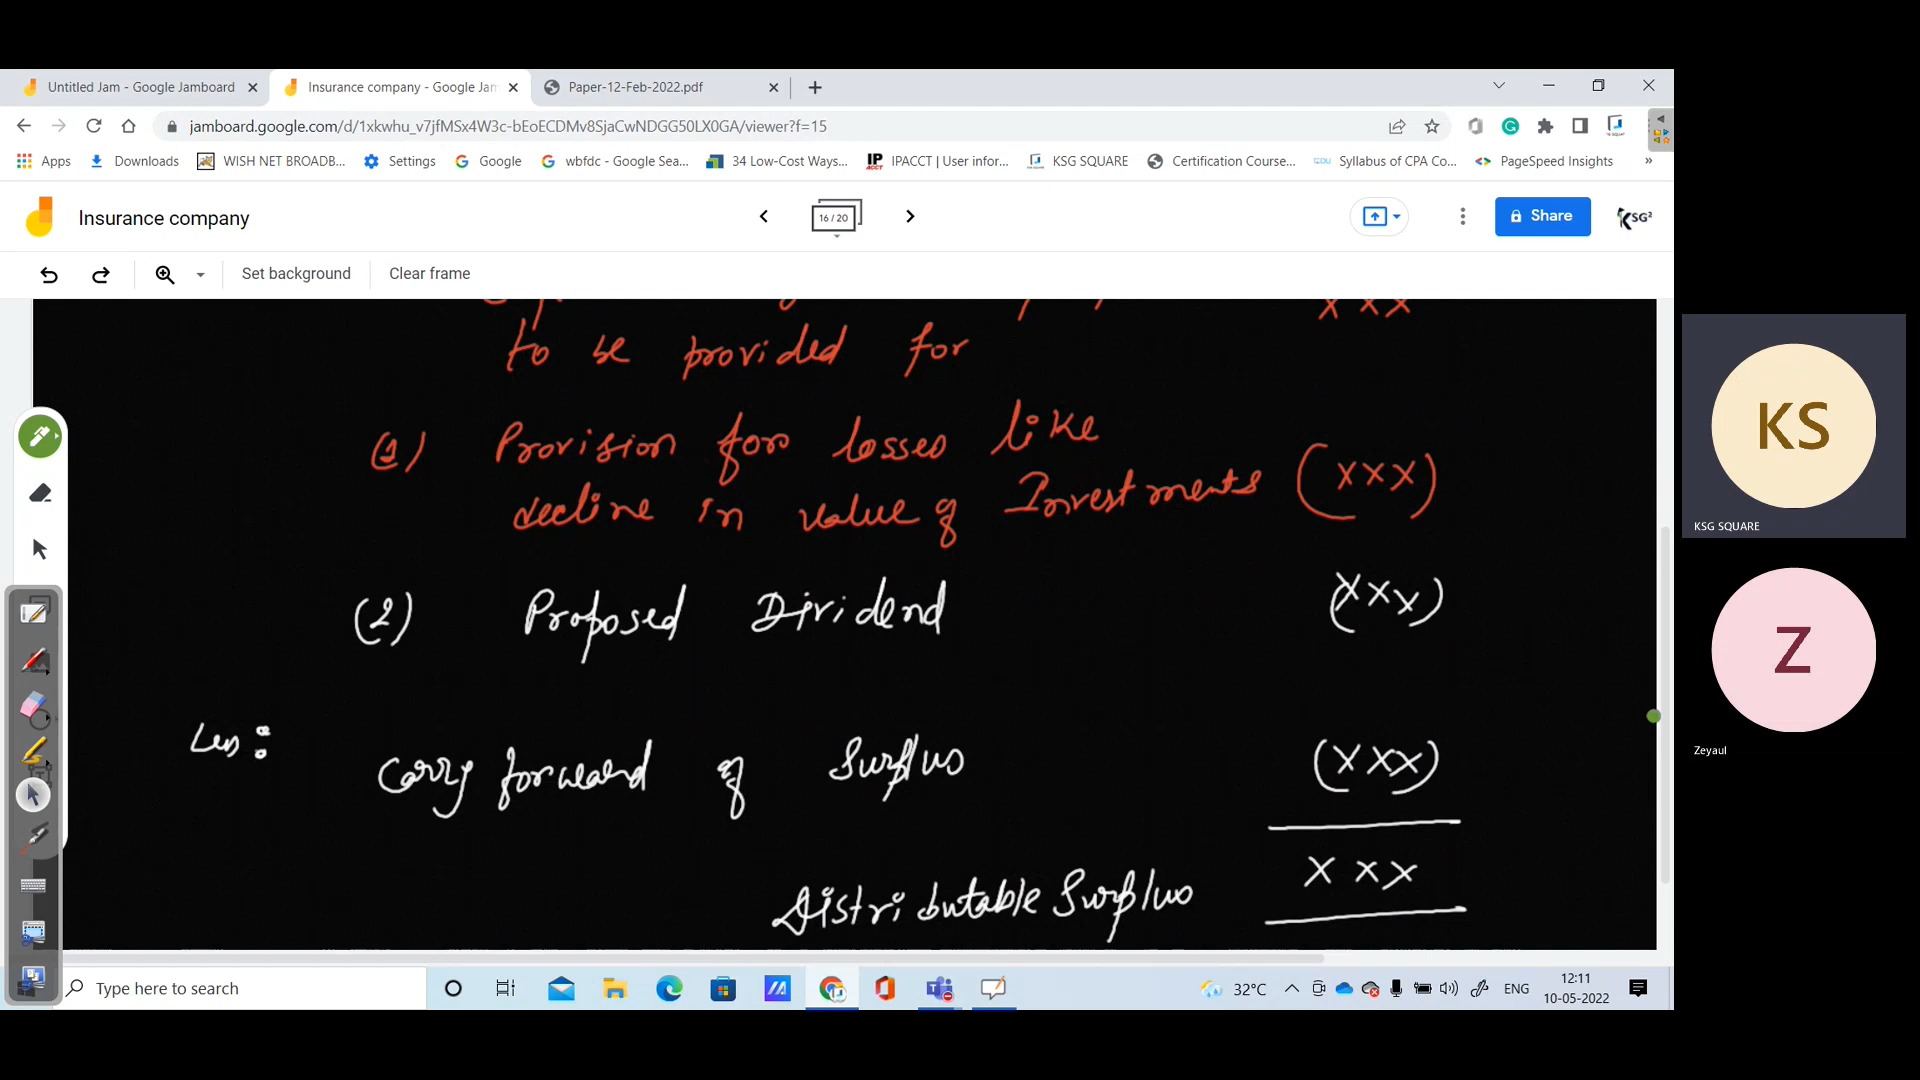 Untitled Jam - Google Jamboard
Insurance company - Google Jam
Paper-12-Feb-2022.pdf
jamboard.google.com/d/1xkwhu_v7jfMSx4W3c-bEoECDMv8SjaCwNDGG50LX0GA/viewer?f=15
Apps
Downloads
WISH NET BROADB...
Settings
Google
wbfdc - Google Sea...
34 Low-Cost Ways...
IP
IPACCT
IPACCT | User infor...
KSG SQUARE
Certification Course...
Syllabus of CPA Co...
PageSpeed Insights
»
Insurance company
16 / 20
Share
KSG²
Set background
Clear frame
XXX
to be provided for
(1) Provision for losses like
decline in value of Investments (XXX)
(2) Proposed Dividend (XXX)
Less:
Carry forward of Surplus (XXX)
Distributable Surplus XXX
KS
KSG SQUARE
Z
Zeyaul
Type here to search
32°C
ENG
12:11
10-05-2022